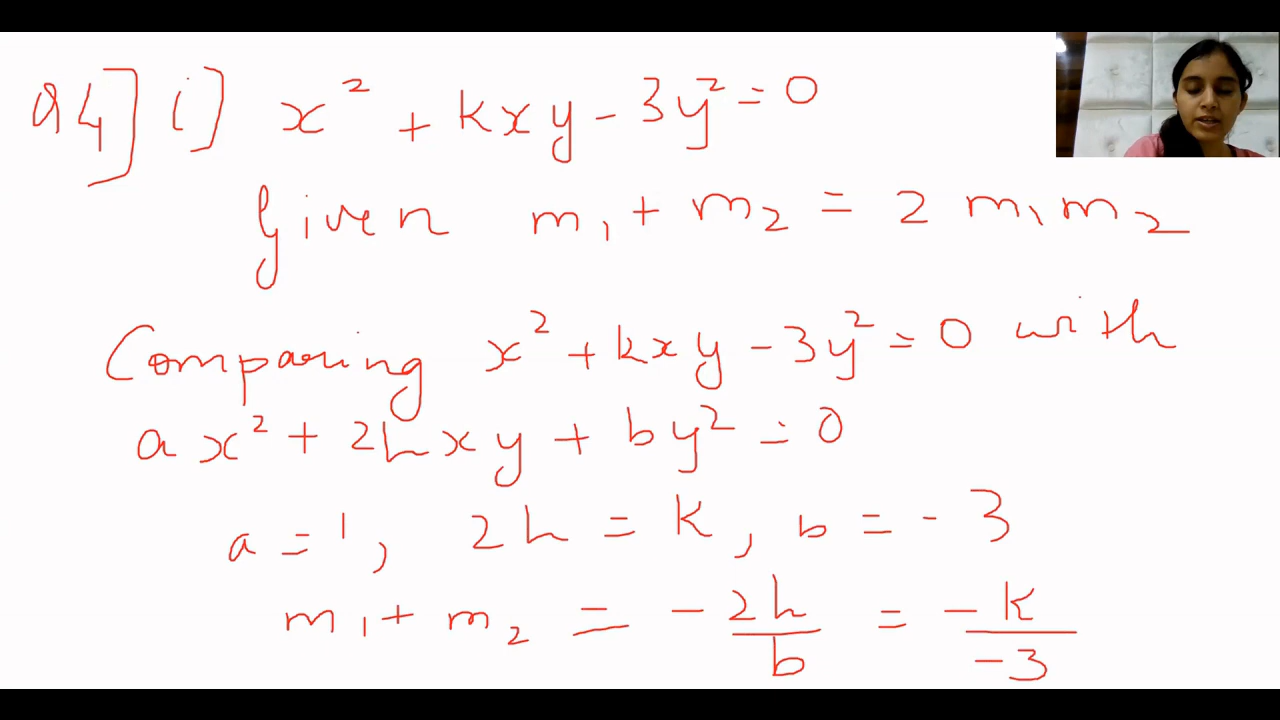 Q4] i] x² + kxy - 3y² = 0
Given m₁ + m₂ = 2 m₁m₂
Comparing x² + kxy - 3y² = 0 with
ax² + 2hxy + by² = 0
a = 1, 2h = k, b = -3
m₁ + m₂ = -2h/b = -k/-3